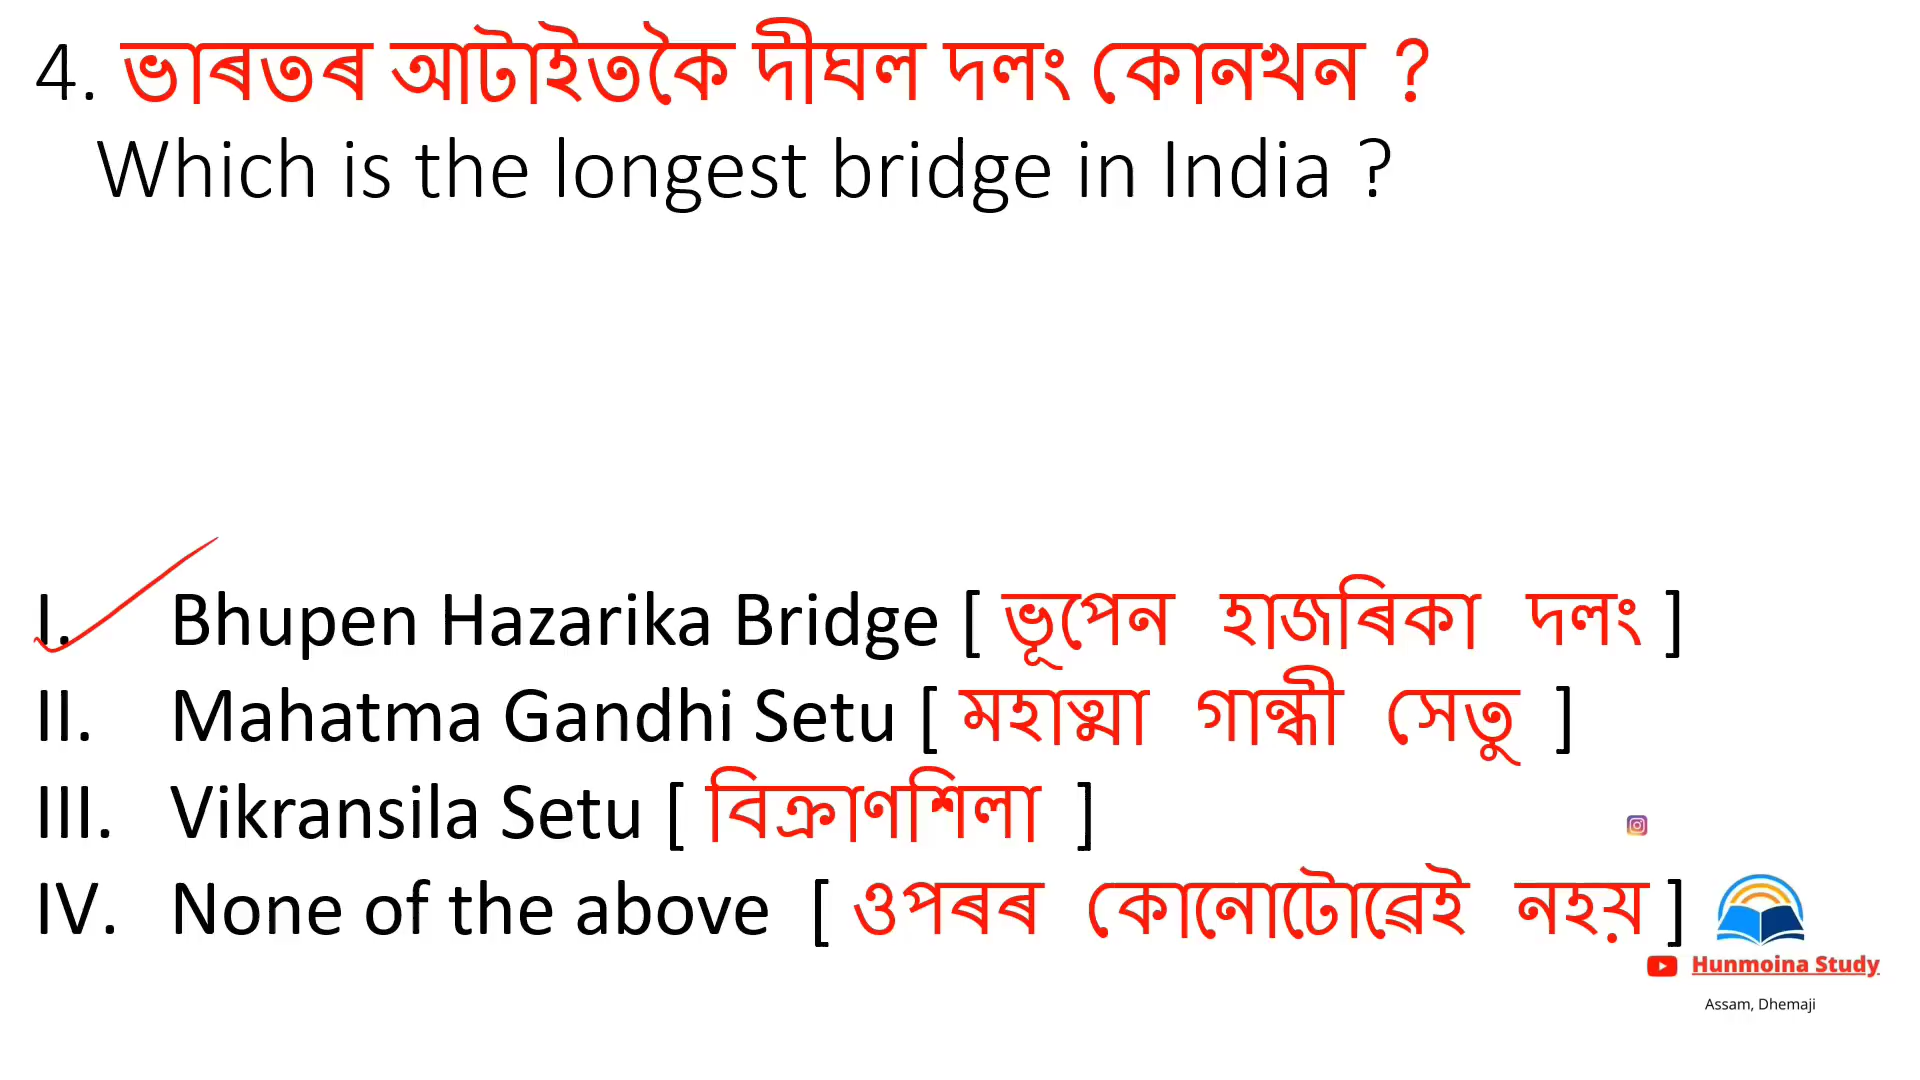 4. ভাৰতৰ আটাইতকৈ দীঘল দলং কোনখন ?
Which is the longest bridge in India ?
I. Bhupen Hazarika Bridge [ ভূপেন হাজৰিকা দলং ]
II. Mahatma Gandhi Setu [ মহাত্মা গান্ধী সেতু ]
III. Vikransila Setu [ বিক্ৰাণশিলা ]
IV. None of the above [ ওপৰৰ কোনোটোৱেই নহয় ]
Hunmoina Study
Assam, Dhemaji